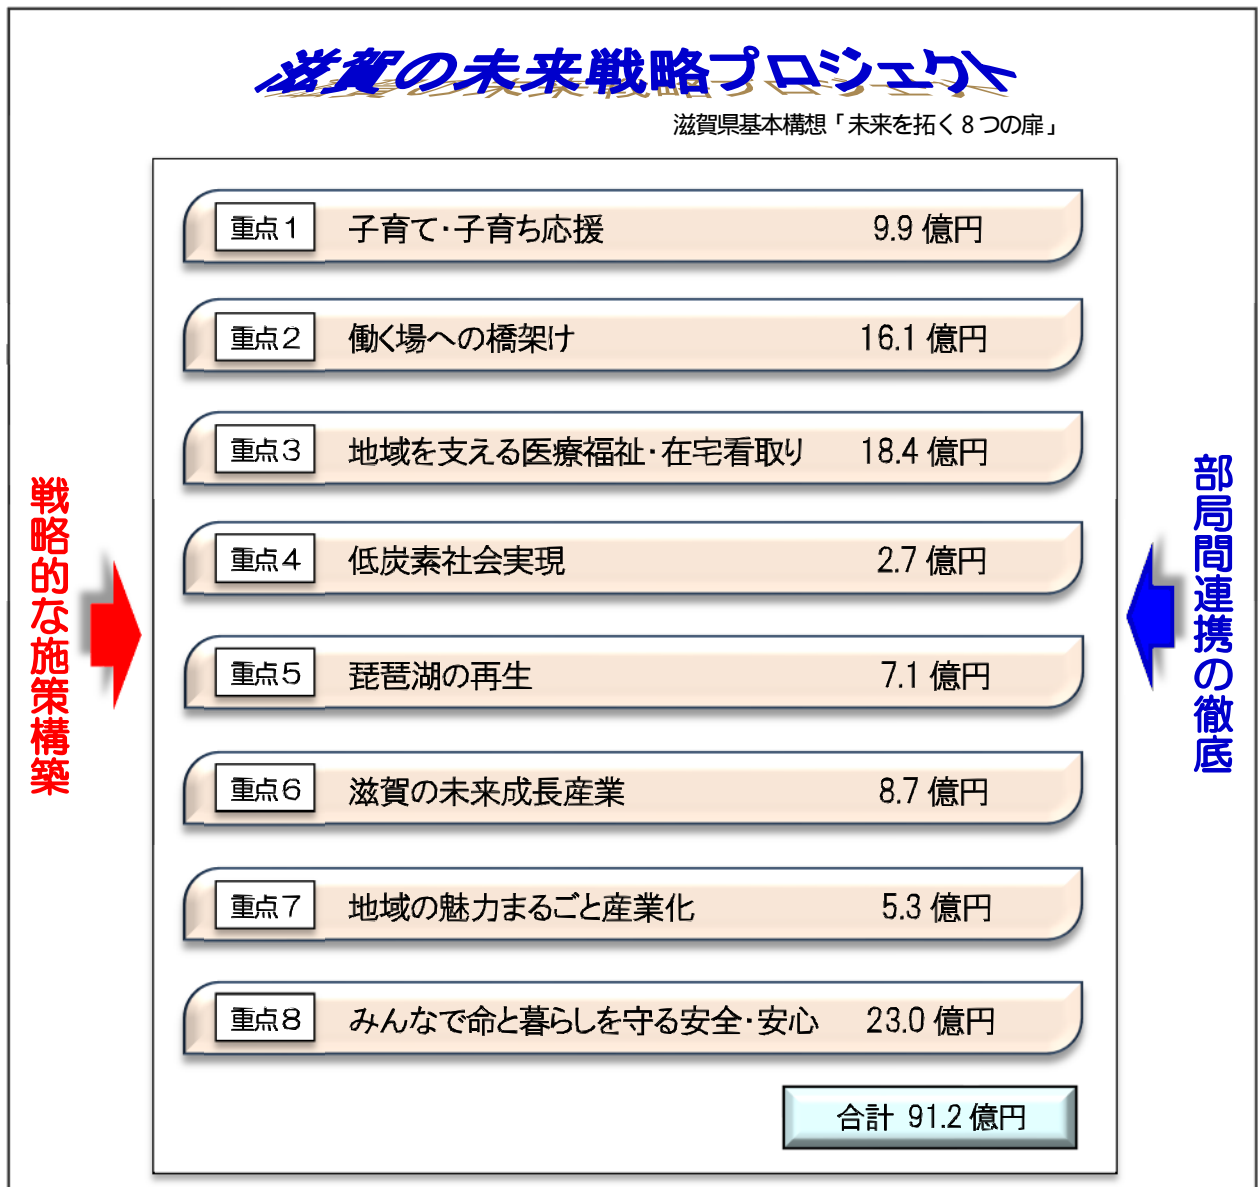 滋賀の未来戦略プロジェクト
滋賀県基本構想「未来を拓く8つの扉」
重点1 子育て・子育ち応援 9.9 億円
重点2 働く場への橋架け 16.1 億円
重点3 地域を支える医療福祉・在宅看取り 18.4 億円
重点4 低炭素社会実現 2.7 億円
重点5 琵琶湖の再生 7.1 億円
重点6 滋賀の未来成長産業 8.7 億円
重点7 地域の魅力まるごと産業化 5.3 億円
重点8 みんなで命と暮らしを守る安全・安心 23.0 億円
合計 91.2 億円
戦略的な施策構築
部局間連携の徹底